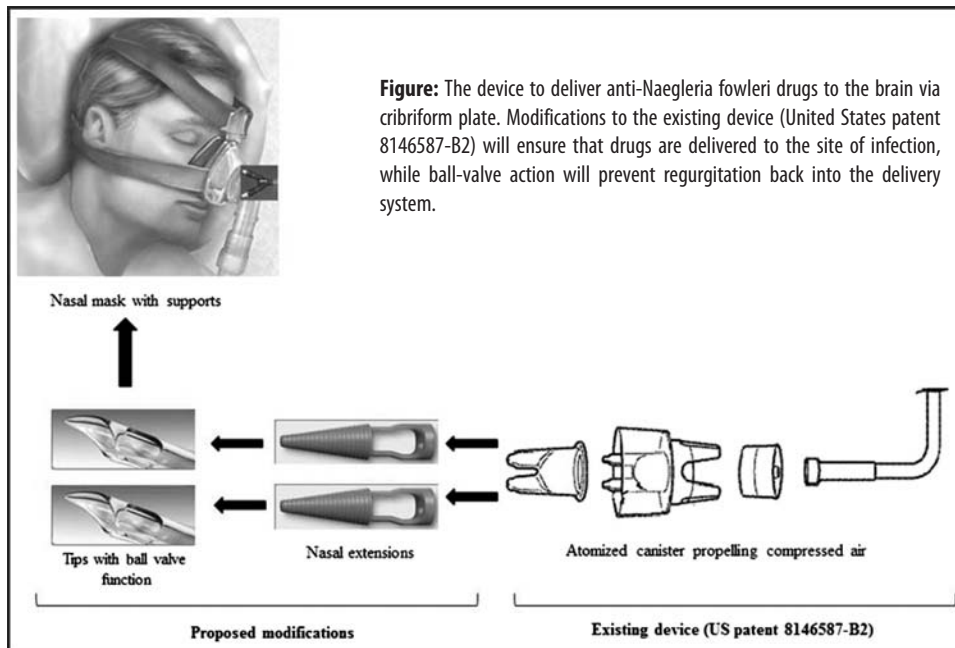 Figure: The device to deliver anti-Naegleria fowleri drugs to the brain via
cribriform plate. Modifications to the existing device (United States patent
8146587-B2) will ensure that drugs are delivered to the site of infection,
while ball-valve action will prevent regurgitation back into the delivery
system.
Nasal mask with supports
Tips with ball valve
function
Nasal extensions
Atomized canister propelling compressed air
Proposed modifications
Existing device (US patent 8146587-B2)